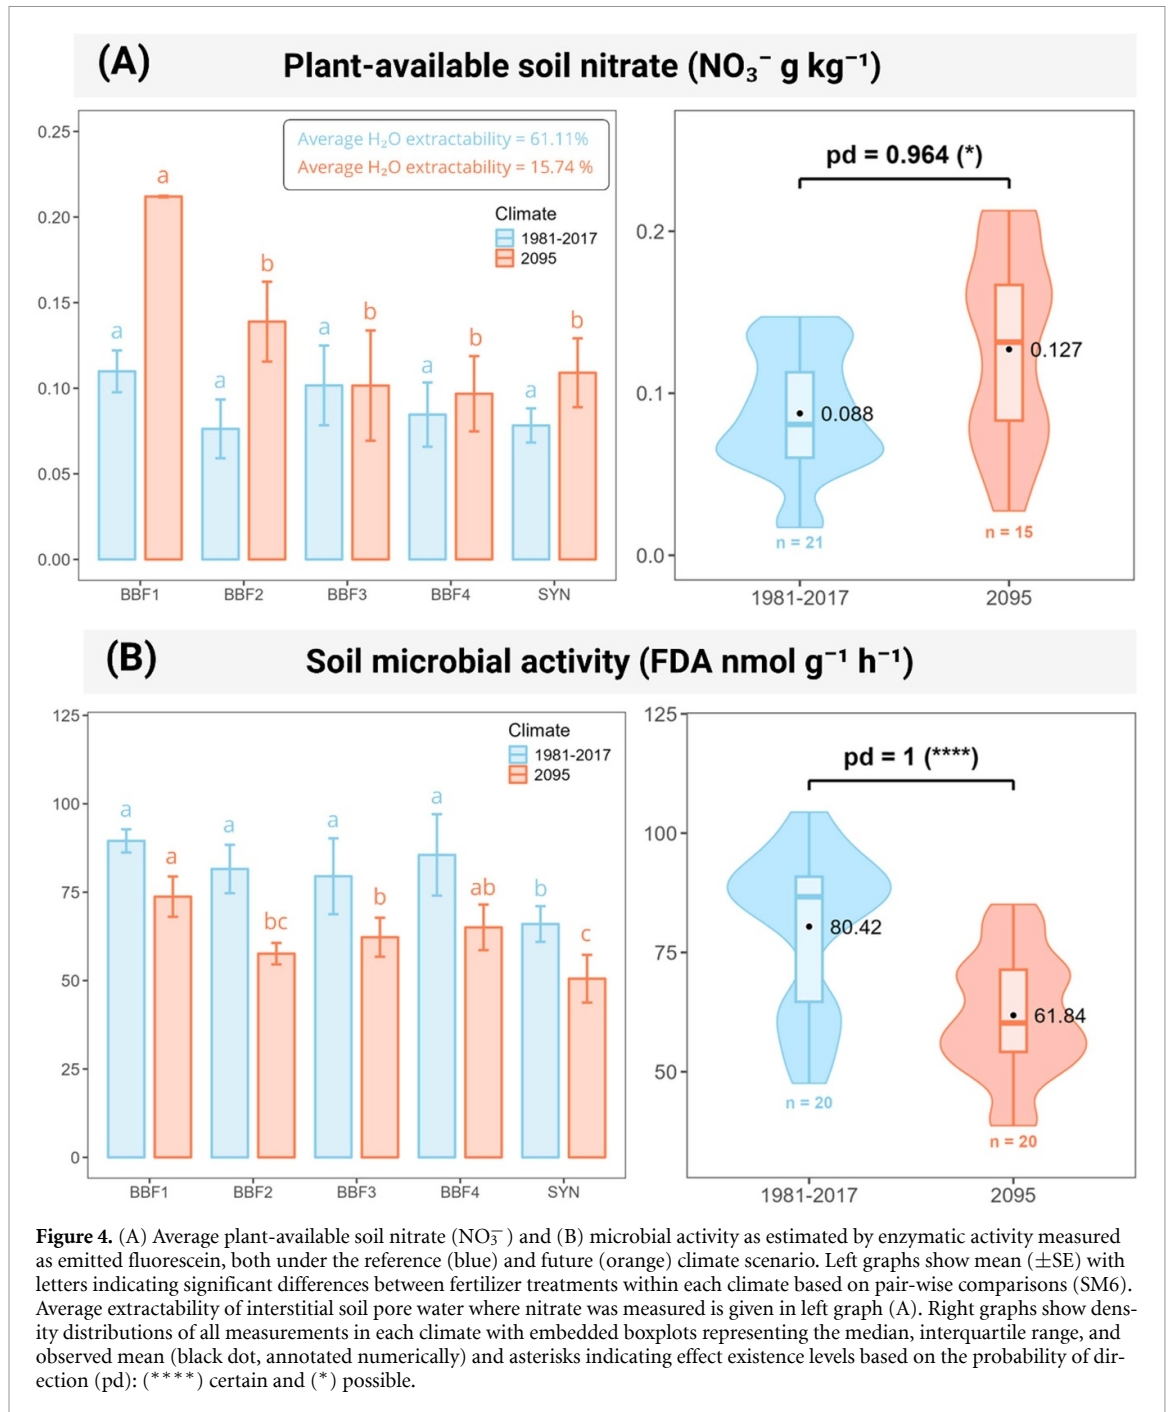 (A) Plant-available soil nitrate (NO₃⁻ g kg⁻¹)
Average H₂O extractability = 61.11%
Average H₂O extractability = 15.74 %
Climate
1981-2017
2095
0.25
0.20
0.15
0.10
0.05
0.00
a
a
a
b
a
b
a
b
a
b
BBF1
BBF2
BBF3
BBF4
SYN
pd = 0.964 (*)
0.2
0.1
0.0
0.088
0.127
n = 21
n = 15
1981-2017
2095
(B) Soil microbial activity (FDA nmol g⁻¹ h⁻¹)
Climate
1981-2017
2095
125
100
75
50
25
0
a
a
a
bc
a
b
a
ab
b
c
BBF1
BBF2
BBF3
BBF4
SYN
pd = 1 (****)
125
100
75
50
80.42
61.84
n = 20
n = 20
1981-2017
2095
Figure 4. (A) Average plant-available soil nitrate (NO₃⁻) and (B) microbial activity as estimated by enzymatic activity measured
as emitted fluorescein, both under the reference (blue) and future (orange) climate scenario. Left graphs show mean (±SE) with
letters indicating significant differences between fertilizer treatments within each climate based on pair-wise comparisons (SM6).
Average extractability of interstitial soil pore water where nitrate was measured is given in left graph (A). Right graphs show dens-
ity distributions of all measurements in each climate with embedded boxplots representing the median, interquartile range, and
observed mean (black dot, annotated numerically) and asterisks indicating effect existence levels based on the probability of dir-
ection (pd): (****) certain and (*) possible.